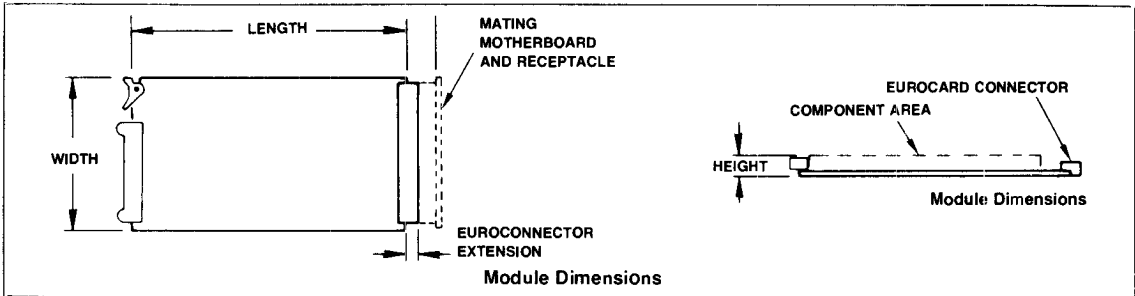 LENGTH
MATING
MOTHERBOARD
AND RECEPTACLE
WIDTH
EUROCONNECTOR
EXTENSION
Module Dimensions
EUROCARD CONNECTOR
COMPONENT AREA
HEIGHT
Module Dimensions